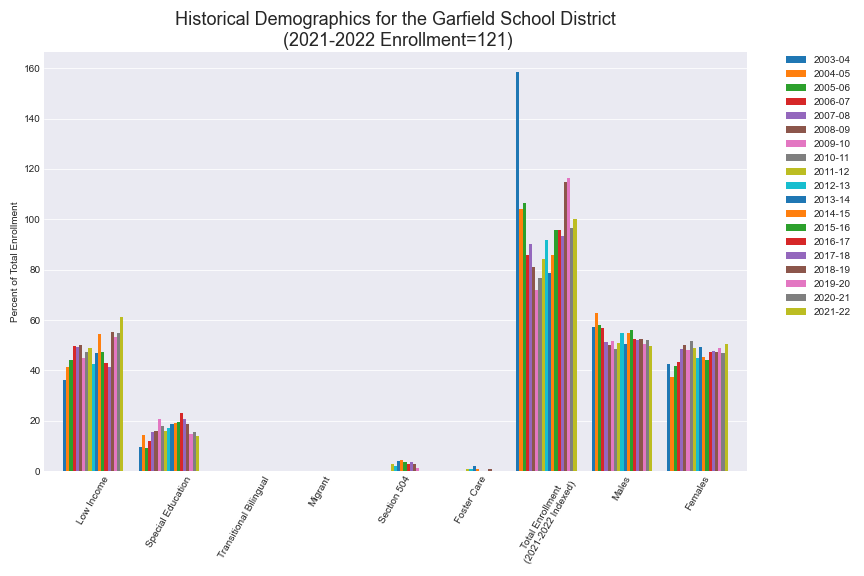 Historical Demographics for the Garfield School District
(2021-2022 Enrollment=121)
Percent of Total Enrollment
160
140
120
100
80
60
40
20
0
Low Income
Special Education
Transitional Bilingual
Migrant
Section 504
Foster Care
Total Enrollment
(2021-2022 Indexed)
Males
Females
2003-04
2004-05
2005-06
2006-07
2007-08
2008-09
2009-10
2010-11
2011-12
2012-13
2013-14
2014-15
2015-16
2016-17
2017-18
2018-19
2019-20
2020-21
2021-22